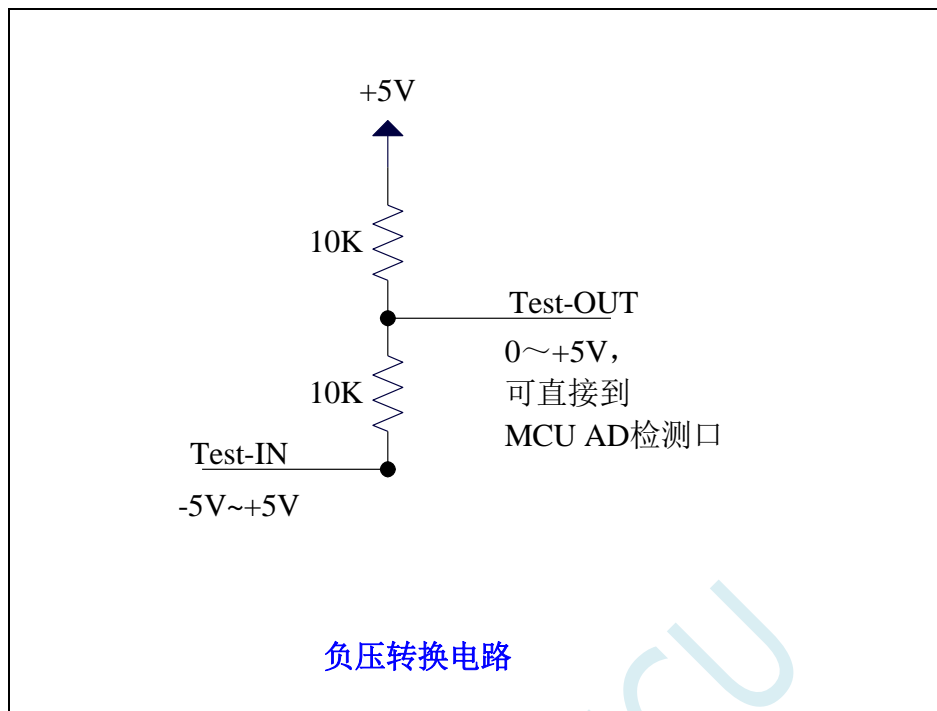 +5V
10K
Test-OUT
0～+5V，
可直接到
MCU AD检测口
10K
Test-IN
-5V~+5V
负压转换电路
CU